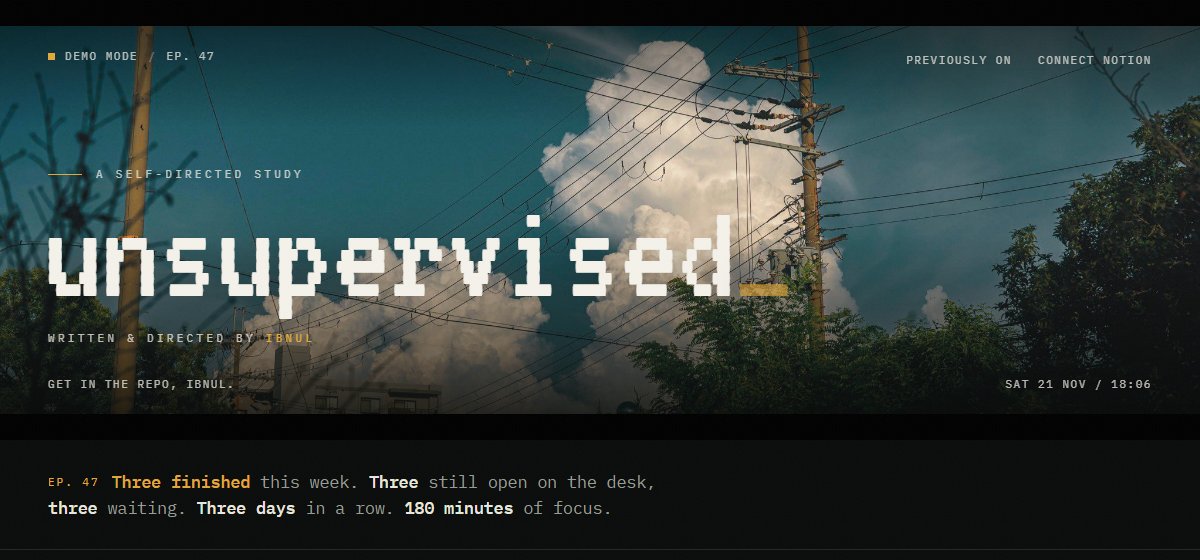 DEMO MODE / EP. 47
PREVIOUSLY ON
CONNECT NOTION
A SELF-DIRECTED STUDY
unsupervised_
WRITTEN & DIRECTED BY IBNUL
GET IN THE REPO, IBNUL.
SAT 21 NOV / 18:06
EP. 47 Three finished this week. Three still open on the desk,
three waiting. Three days in a row. 180 minutes of focus.